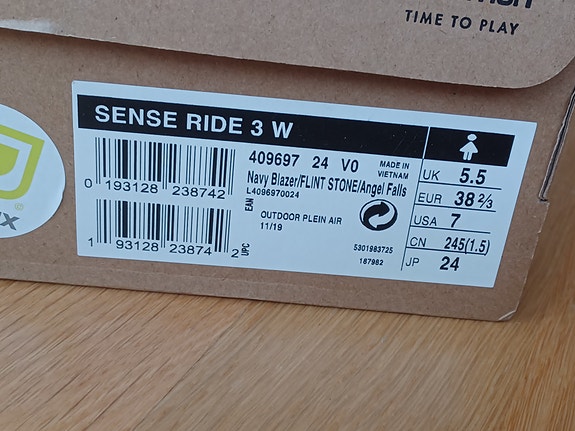 TIME TO PLAY
SENSE RIDE 3 W
409697 24 V0 MADE IN VIETNAM
Navy Blazer/FLINT STONE/Angel Falls
L4096970024
0 193128 238742
EAN
OUTDOOR PLEIN AIR
11/19
1 93128 23874 2
UPC
5301983725
187982
UK 5.5
EUR 38 2/3
USA 7
CN 245(1.5)
JP 24